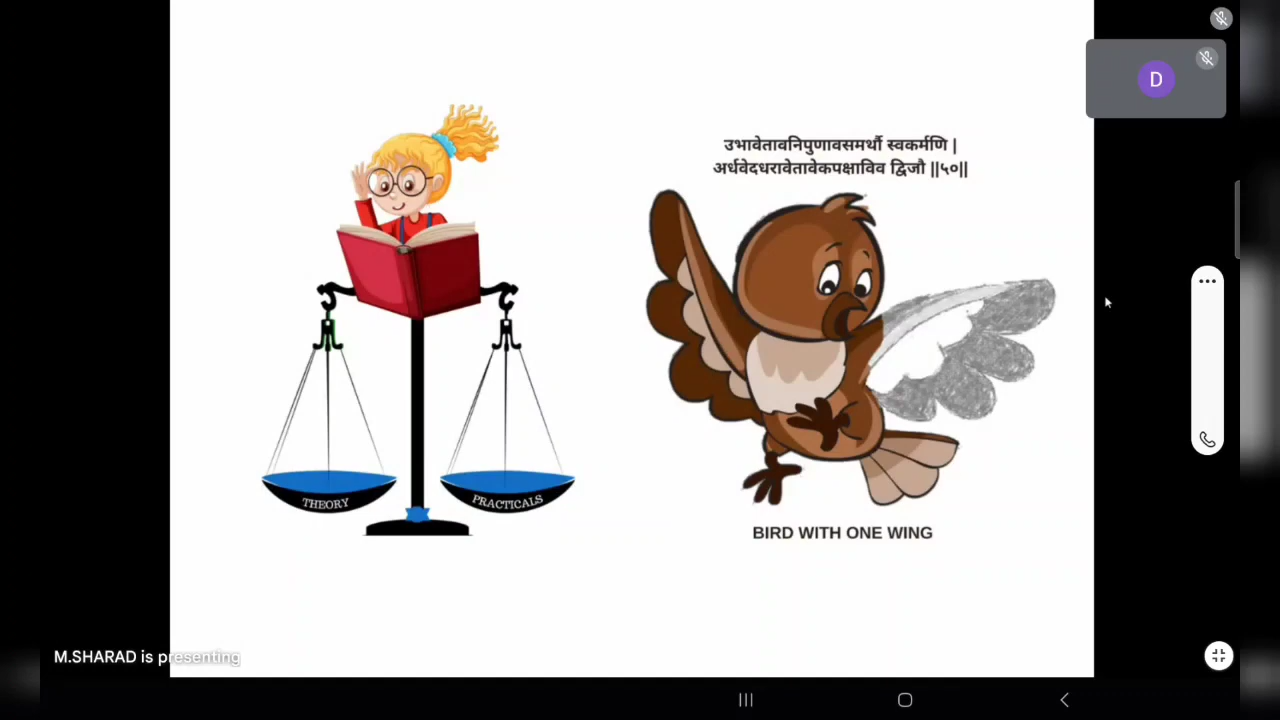 D
उभावेतावनिपुणावसमर्थौ स्वकर्मणि |
अर्धवेदधरावेतावेकपक्षाविव द्विजौ ||५०||
THEORY
PRACTICALS
BIRD WITH ONE WING
M.SHARAD is presenting